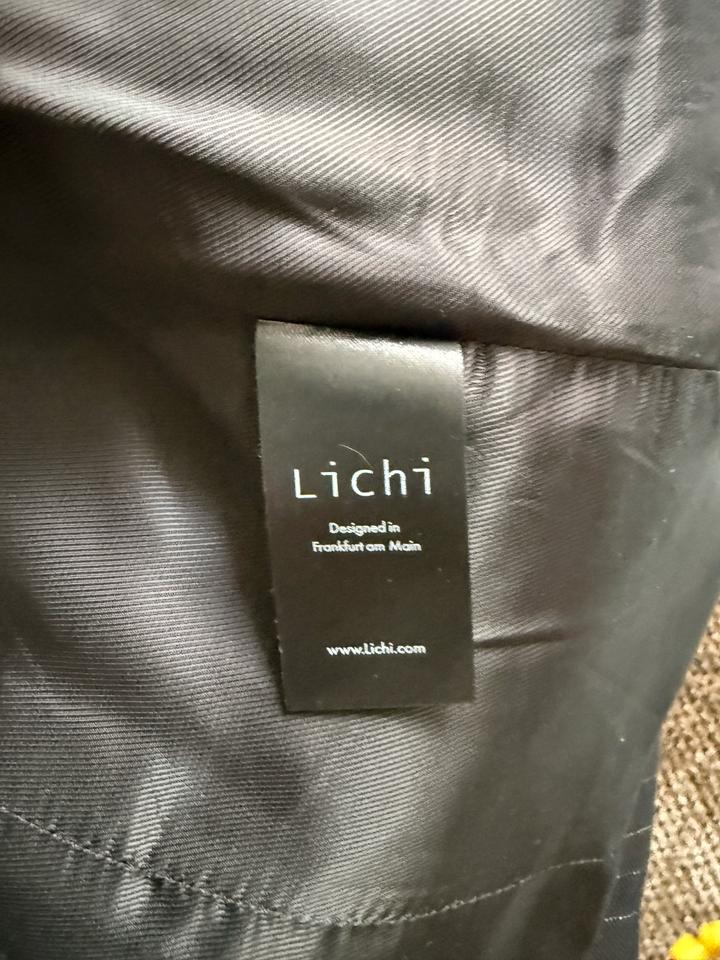 Lichi
Designed in
Frankfurt am Main
www.Lichi.com